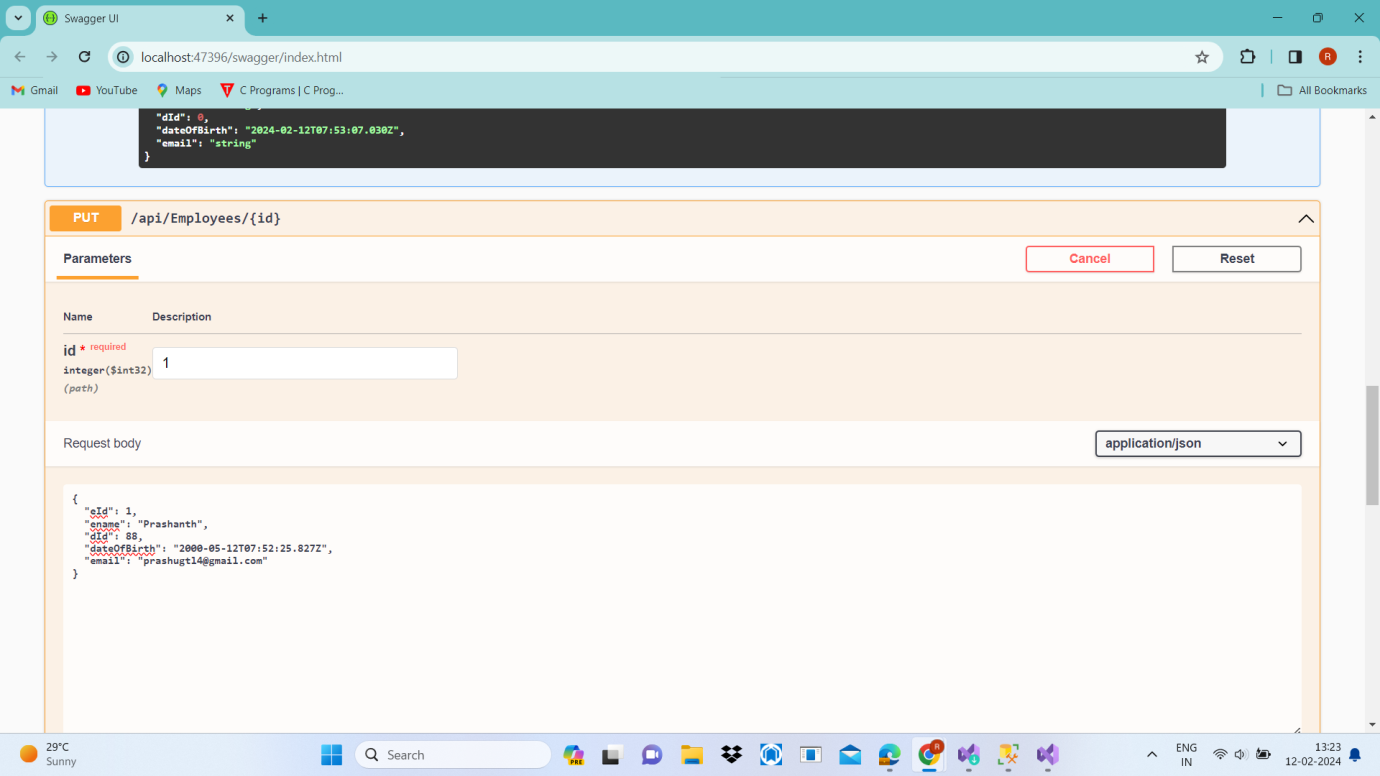 Swagger UI
localhost:47396/swagger/index.html
R
Gmail
YouTube
Maps
C Programs | C Prog...
All Bookmarks
"dId": 0,
"dateOfBirth": "2024-02-12T07:53:07.030Z",
"email": "string"
}
PUT /api/Employees/{id}
Parameters
Cancel
Reset
Name Description
id * required
integer($int32)
(path)
1
Request body
application/json
{
"eId": 1,
"ename": "Prashanth",
"dId": 88,
"dateOfBirth": "2000-05-12T07:52:25.827Z",
"email": "prashugtl4@gmail.com"
}
29°C
Sunny
Search
PRE
R
ENG
IN
13:23
12-02-2024